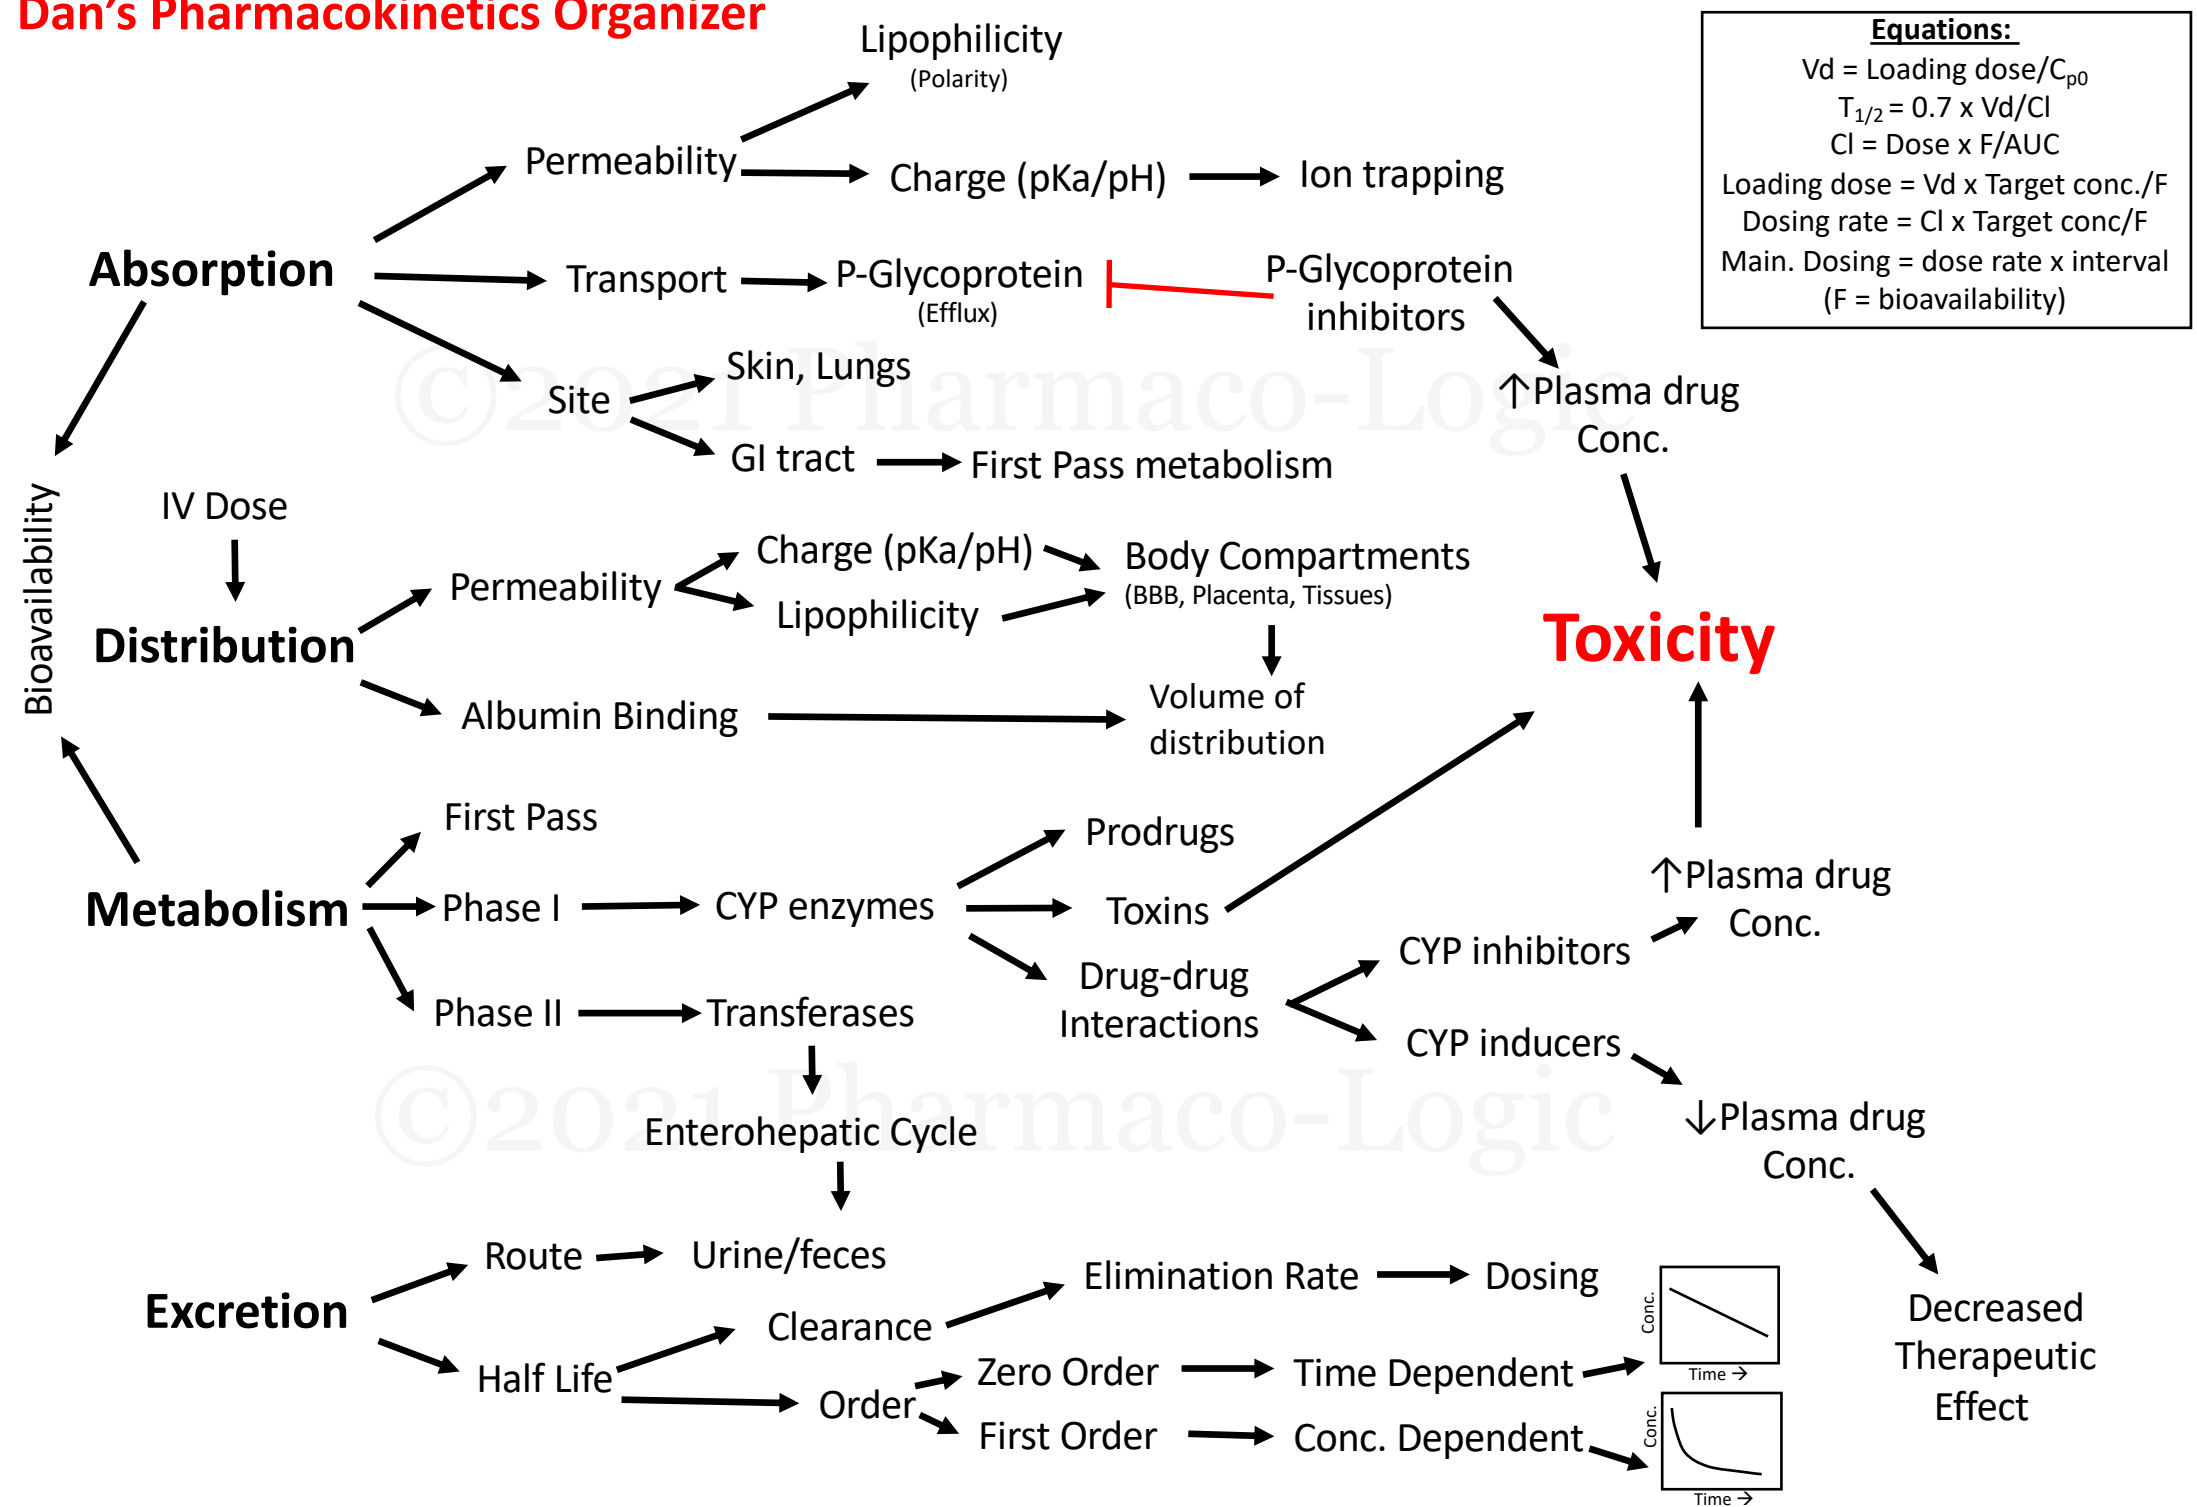 Dan's Pharmacokinetics Organizer
Equations:
Vd = Loading dose/Cp0
T1/2 = 0.7 x Vd/Cl
Cl = Dose x F/AUC
Loading dose = Vd x Target conc./F
Dosing rate = Cl x Target conc/F
Main. Dosing = dose rate x interval
(F = bioavailability)
Absorption
Permeability
Lipophilicity
(Polarity)
Charge (pKa/pH)
Ion trapping
Transport
P-Glycoprotein
(Efflux)
P-Glycoprotein
inhibitors
↑Plasma drug
Conc.
Site
Skin, Lungs
GI tract
First Pass metabolism
©2021 Pharmaco-Logic
Bioavailability
IV Dose
Distribution
Permeability
Charge (pKa/pH)
Lipophilicity
Body Compartments
(BBB, Placenta, Tissues)
Albumin Binding
Volume of
distribution
Toxicity
Metabolism
First Pass
Phase I
CYP enzymes
Prodrugs
Toxins
Drug-drug
Interactions
CYP inhibitors
↑Plasma drug
Conc.
CYP inducers
↓Plasma drug
Conc.
Decreased
Therapeutic
Effect
Phase II
Transferases
Enterohepatic Cycle
©2021 Pharmaco-Logic
Excretion
Route
Urine/feces
Half Life
Clearance
Elimination Rate
Dosing
Order
Zero Order
Time Dependent
Conc.
Time →
First Order
Conc. Dependent
Conc.
Time →